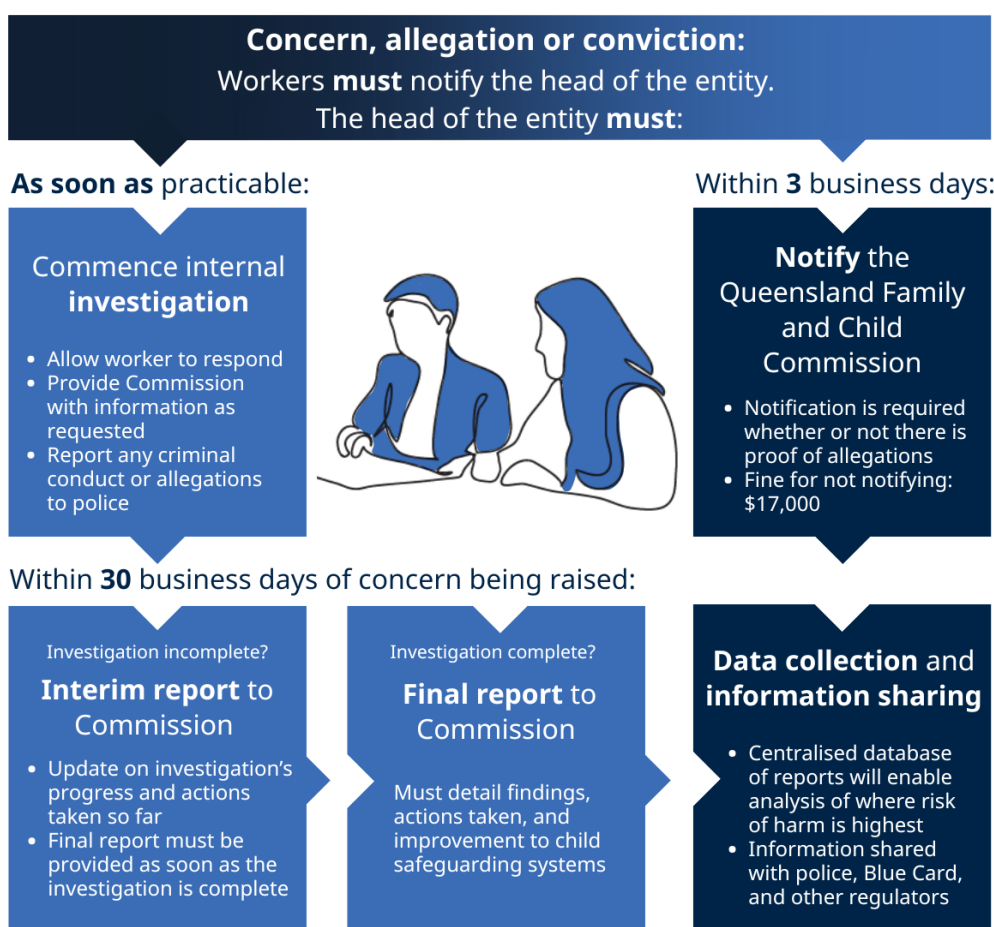 Concern, allegation or conviction:
Workers must notify the head of the entity.
The head of the entity must:
As soon as practicable:
Commence internal
investigation
• Allow worker to respond
• Provide Commission
with information as
requested
• Report any criminal
conduct or allegations
to police
Within 3 business days:
Notify the
Queensland Family
and Child
Commission
• Notification is required
whether or not there is
proof of allegations
• Fine for not notifying:
$17,000
Within 30 business days of concern being raised:
Investigation incomplete?
Interim report to
Commission
• Update on investigation’s
progress and actions
taken so far
• Final report must be
provided as soon as the
investigation is complete
Investigation complete?
Final report to
Commission
Must detail findings,
actions taken, and
improvement to child
safeguarding systems
Data collection and
information sharing
• Centralised database
of reports will enable
analysis of where risk
of harm is highest
• Information shared
with police, Blue Card,
and other regulators